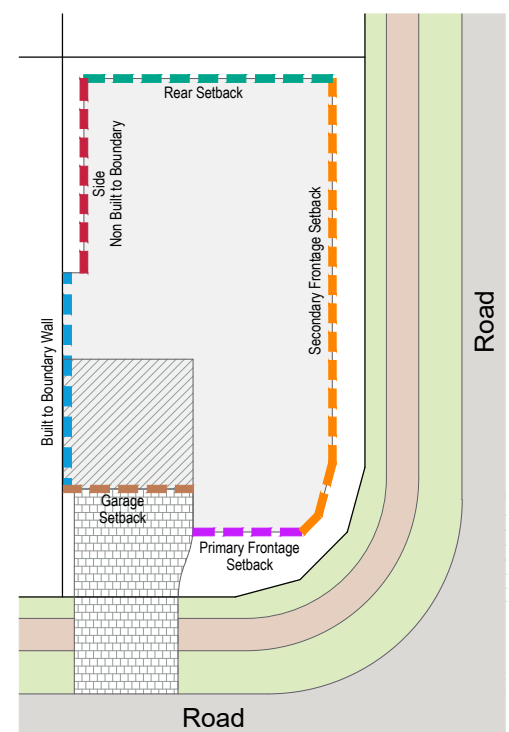 Rear Setback
Side
Non Built to Boundary
Secondary Frontage Setback
Road
Built to Boundary Wall
Garage
Setback
Primary Frontage
Setback
Road